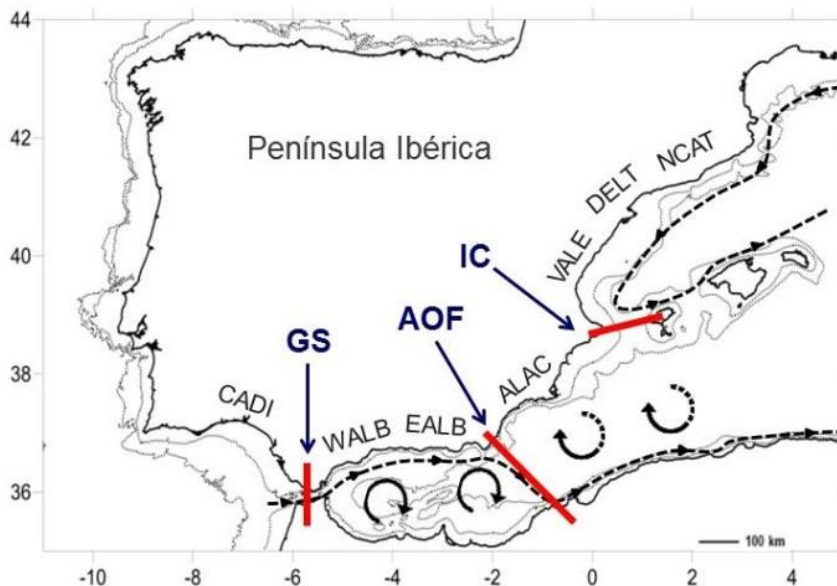 44
42
40
38
36
Península Ibérica
NCAT
DELT
VALE
IC
AOF
GS
ALAC
CADI
WALB
EALB
100 km
-10
-8
-6
-4
-2
0
2
4